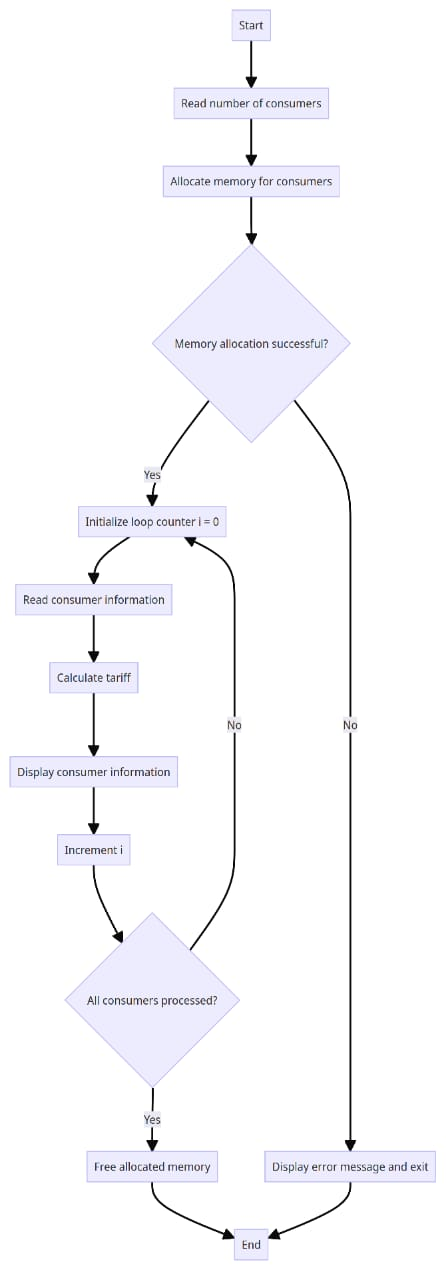 Start
Read number of consumers
Allocate memory for consumers
Memory allocation successful?
Yes
Initialize loop counter i = 0
Read consumer information
Calculate tariff
No
No
Display consumer information
Increment i
All consumers processed?
Yes
Free allocated memory
Display error message and exit
End